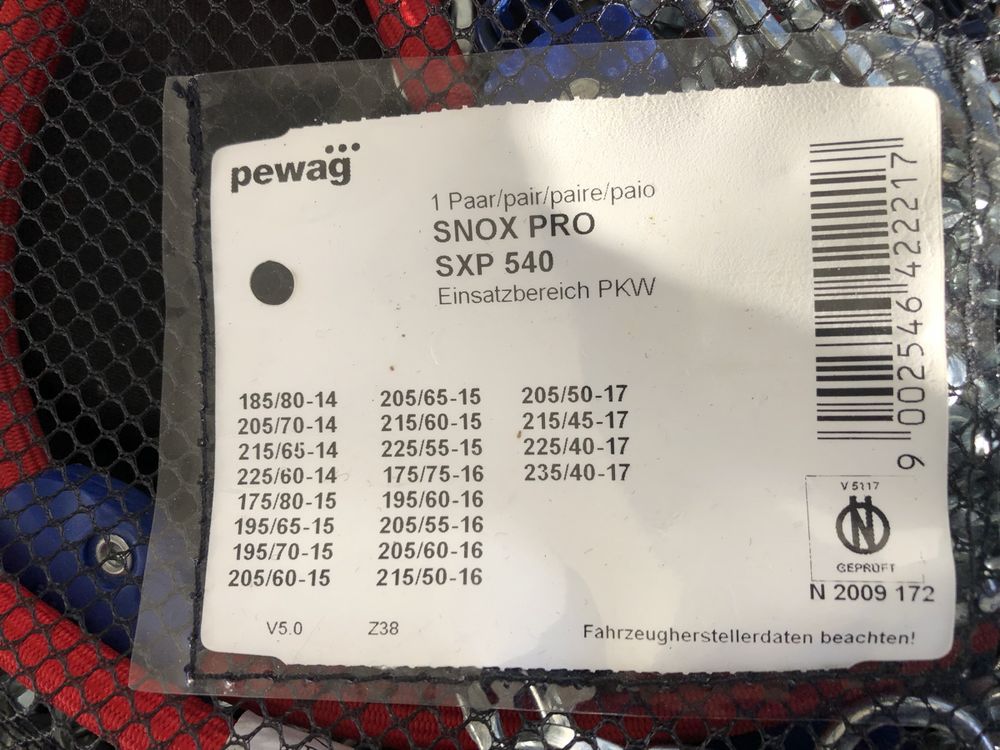 pewag
1 Paar/pair/paire/paio
SNOX PRO
SXP 540
Einsatzbereich PKW
185/80-14 205/65-15 205/50-17
205/70-14 215/60-15 215/45-17
215/65-14 225/55-15 225/40-17
225/60-14 175/75-16 235/40-17
175/80-15 195/60-16
195/65-15 205/55-16
195/70-15 205/60-16
205/60-15 215/50-16
V5.0 Z38
Fahrzeugherstellerdaten beachten!
9 002546 422217
V 5117
N
GEPRÜFT
N 2009 172